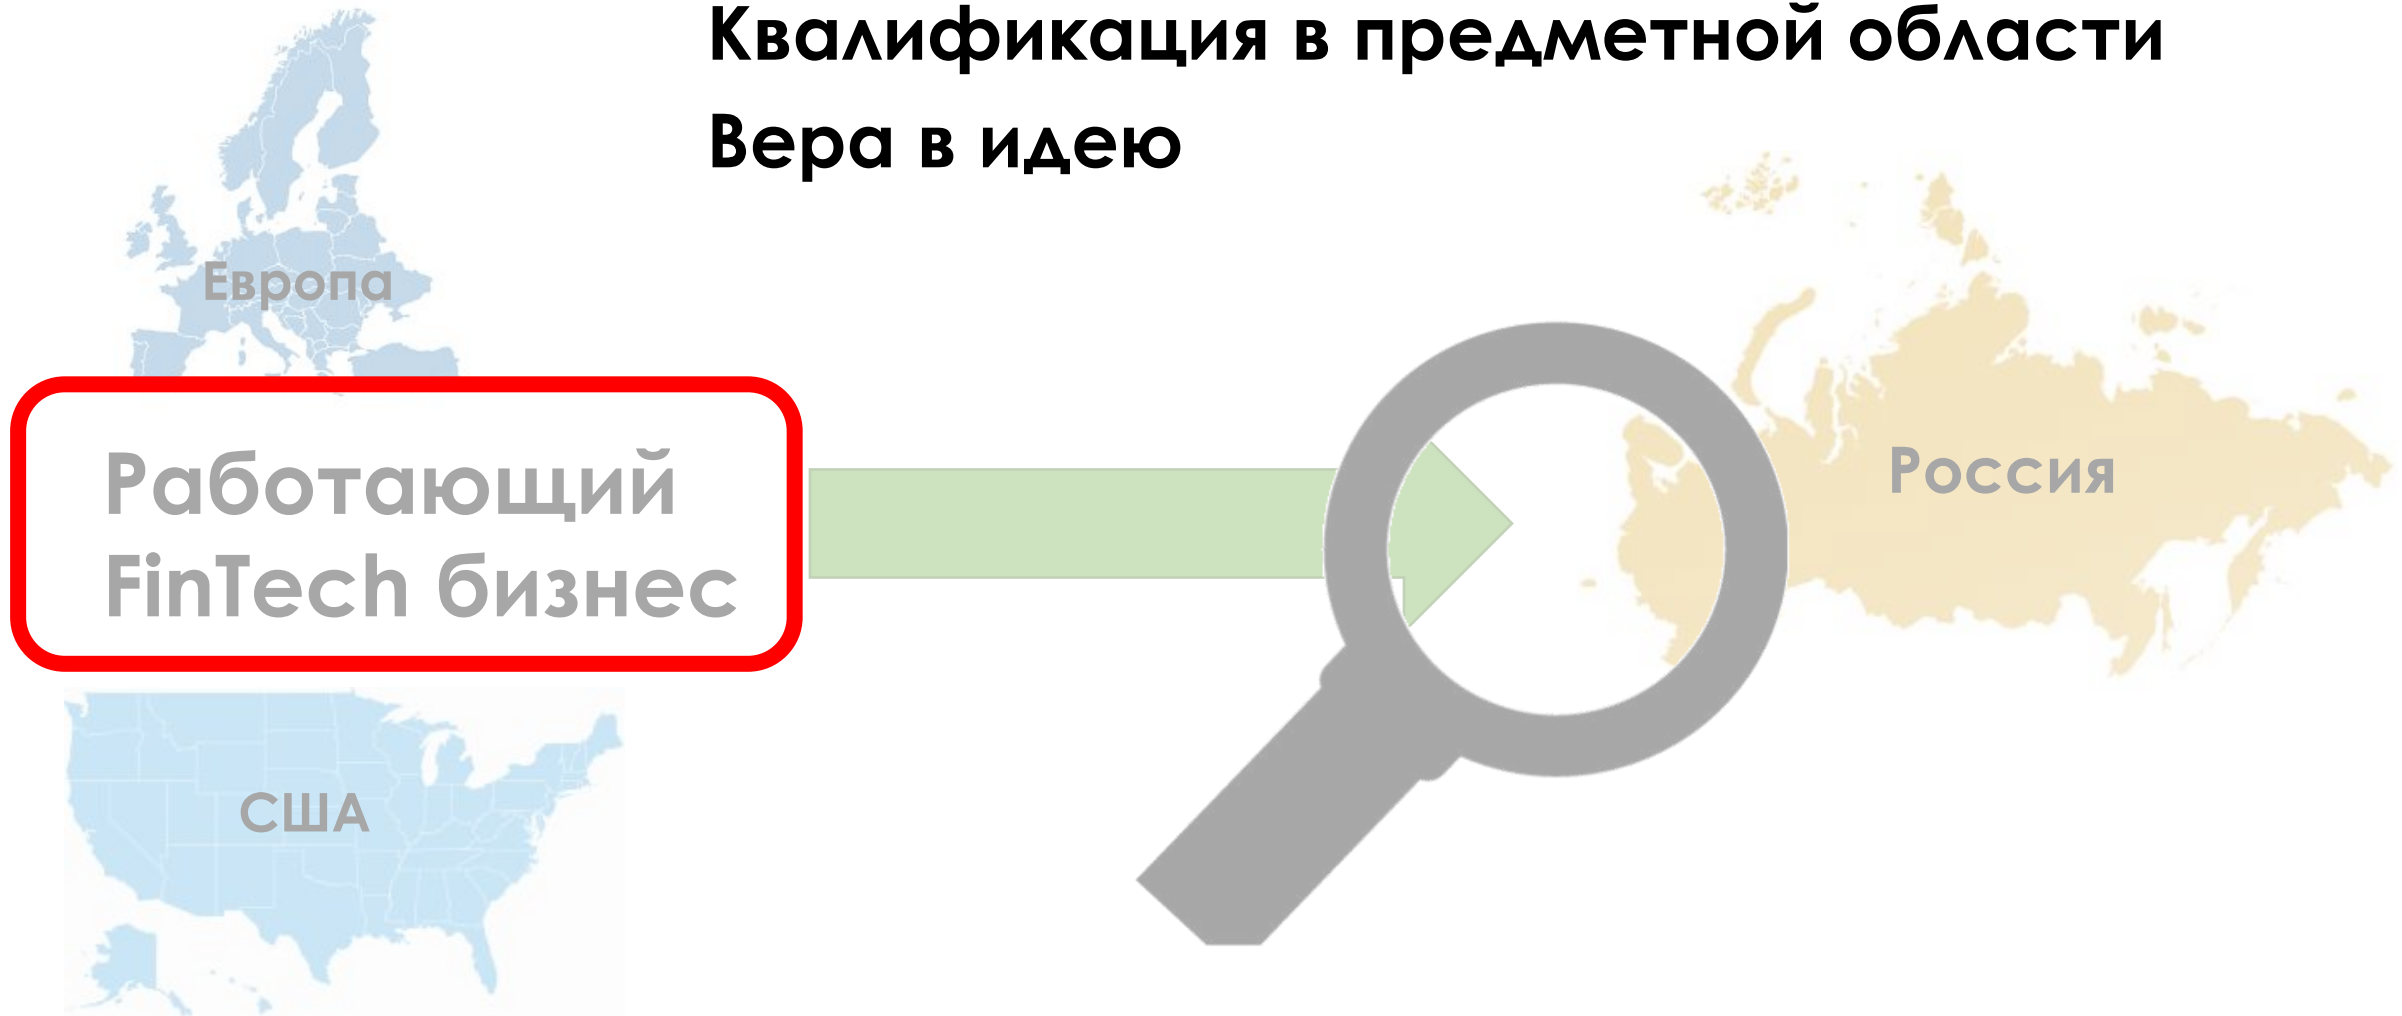 Квалификация в предметной области
Вера в идею
Европа
Работающий
FinTech бизнес
Россия
США